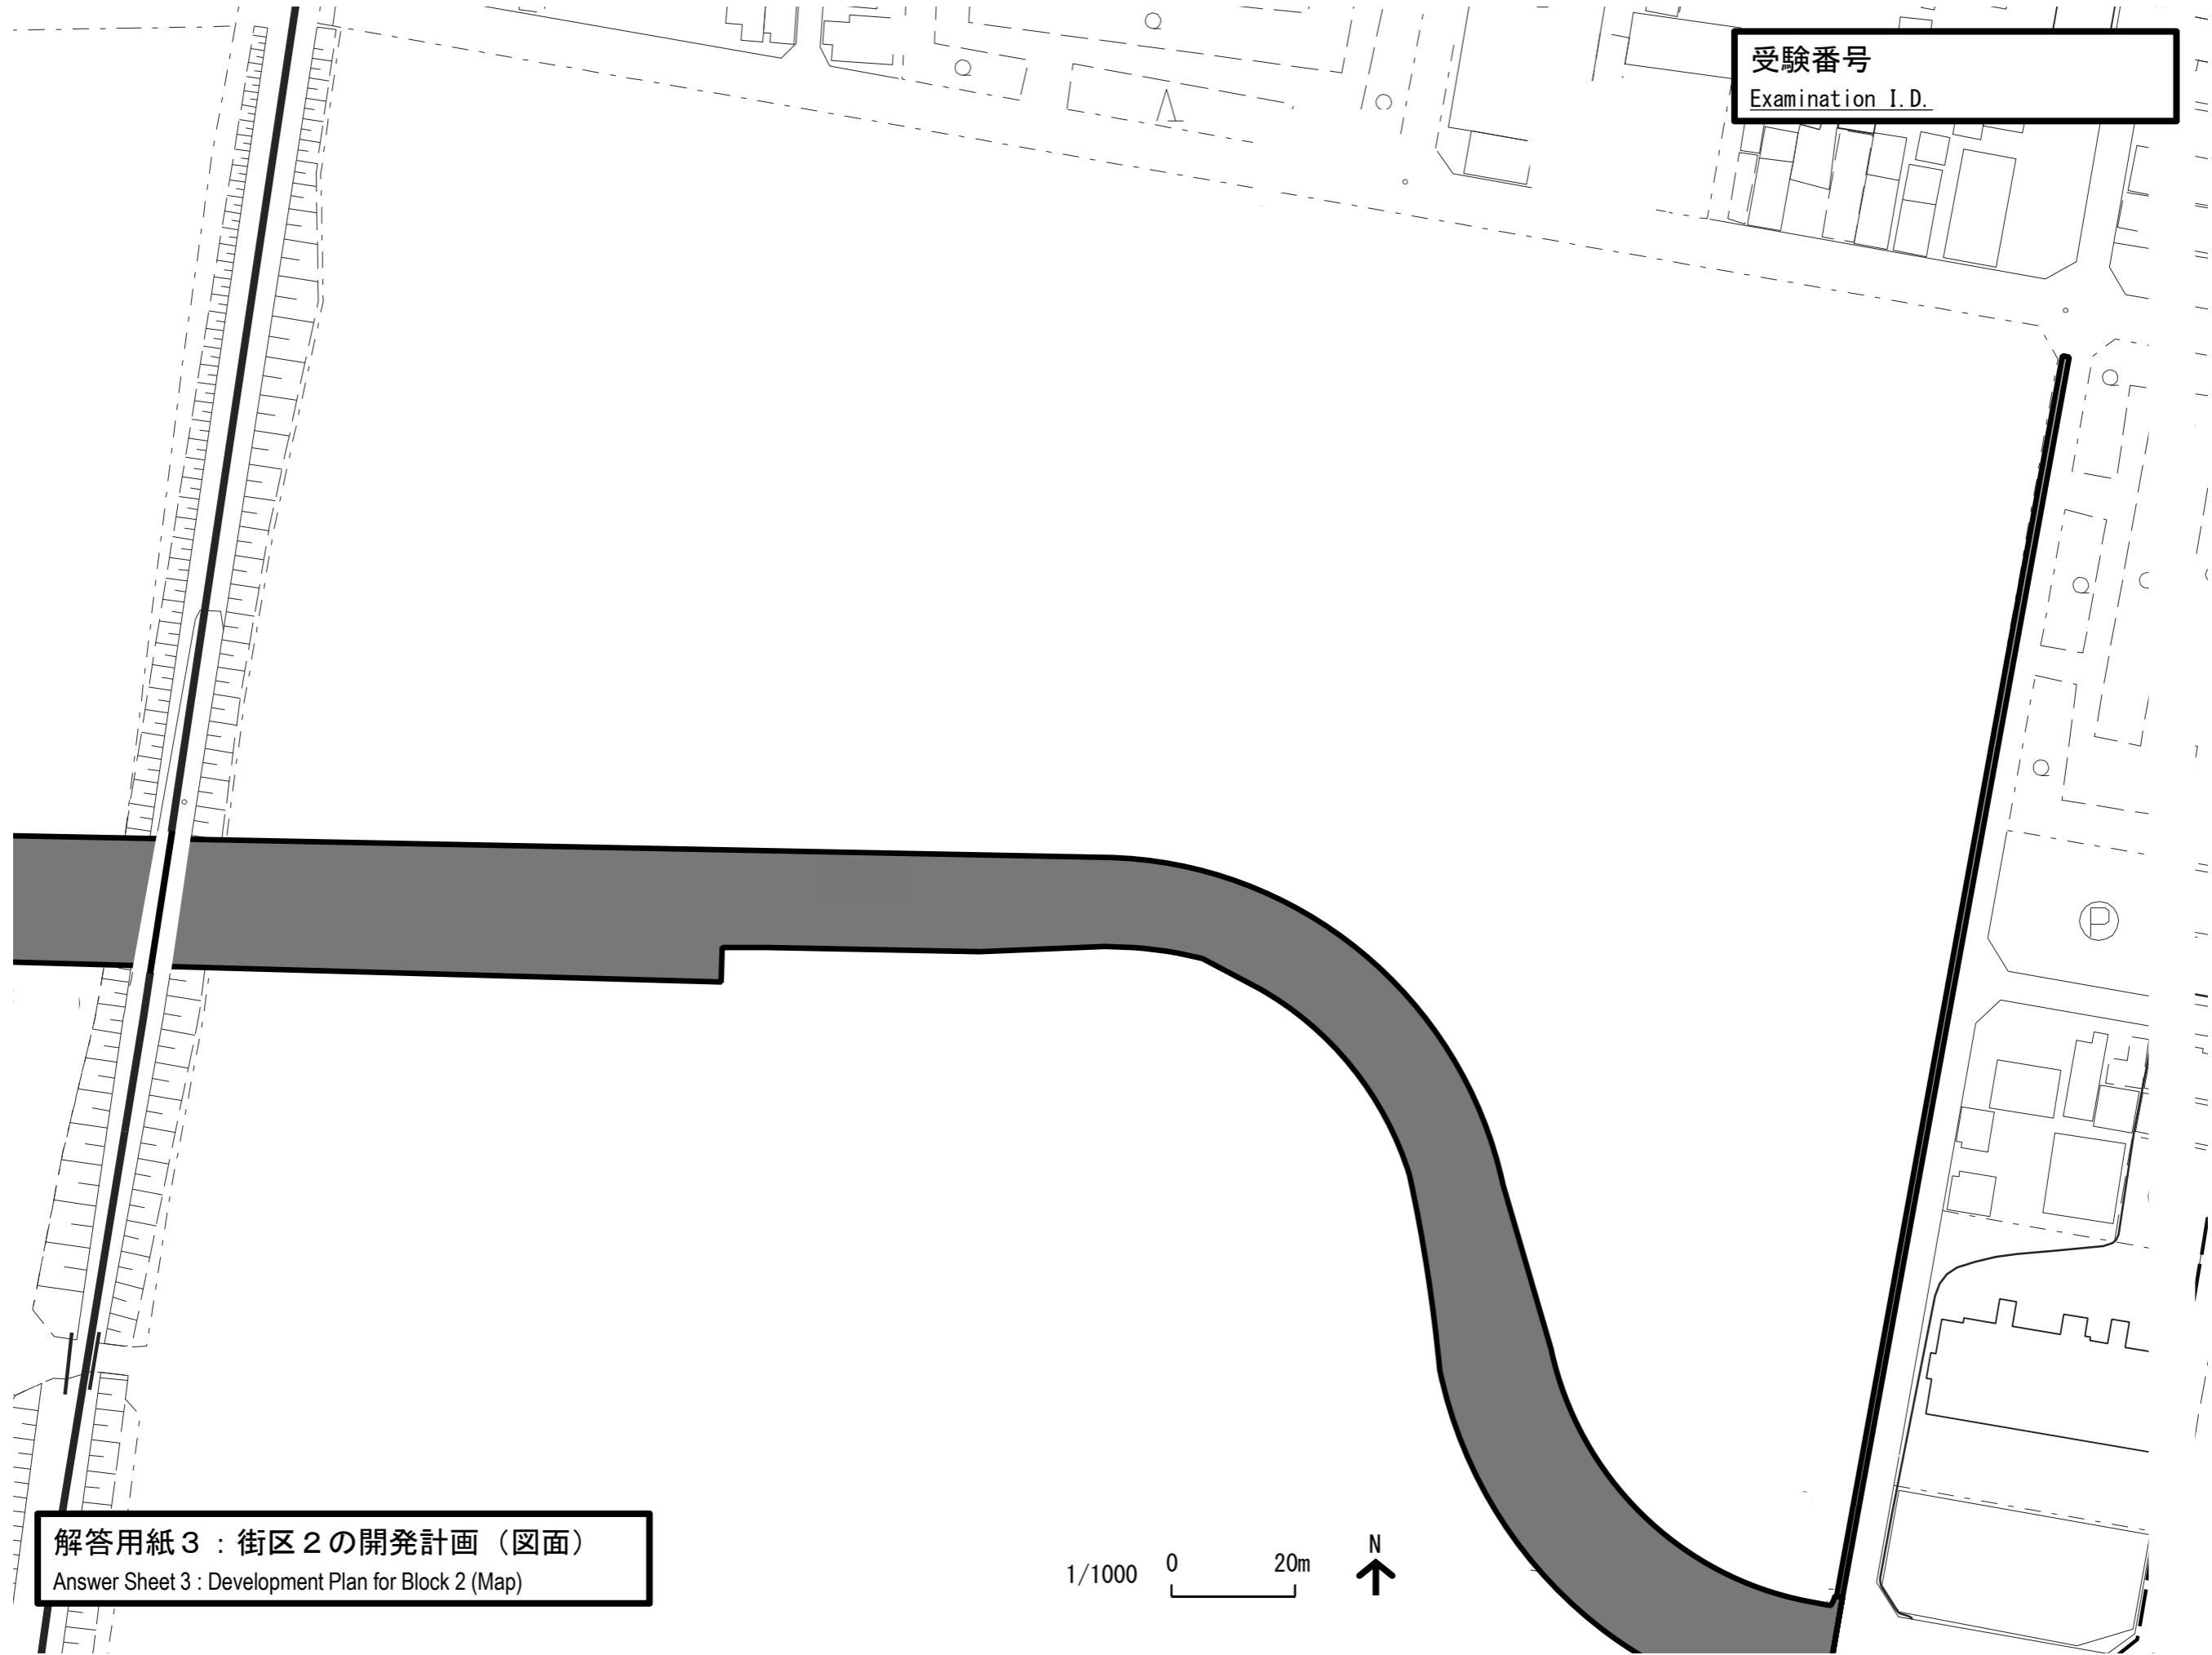 受験番号
Examination I.D.
P
解答用紙３：街区２の開発計画（図面）
Answer Sheet 3 : Development Plan for Block 2 (Map)
1/1000 0 20m N